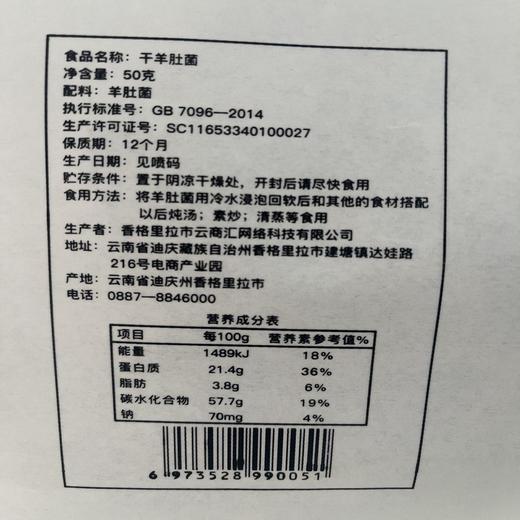 食品名称：干羊肚菌
净含量：50克
配料：羊肚菌
执行标准号：GB 7096—2014
生产许可证号：SC11653340100027
保质期：12个月
生产日期：见喷码
贮存条件：置于阴凉干燥处，开封后请尽快食用
食用方法：将羊肚菌用冷水浸泡回软后和其他的食材搭配
以后炖汤；素炒；清蒸等食用
生产者：香格里拉市云商汇网络科技有限公司
地址：云南省迪庆藏族自治州香格里拉市建塘镇达娃路
216号电商产业园
产地：云南省迪庆州香格里拉市
电话：0887—8846000
营养成分表
项目 每100g 营养素参考值%
能量 1489kJ 18%
蛋白质 21.4g 36%
脂肪 3.8g 6%
碳水化合物 57.7g 19%
钠 70mg 4%
6 973528 990051